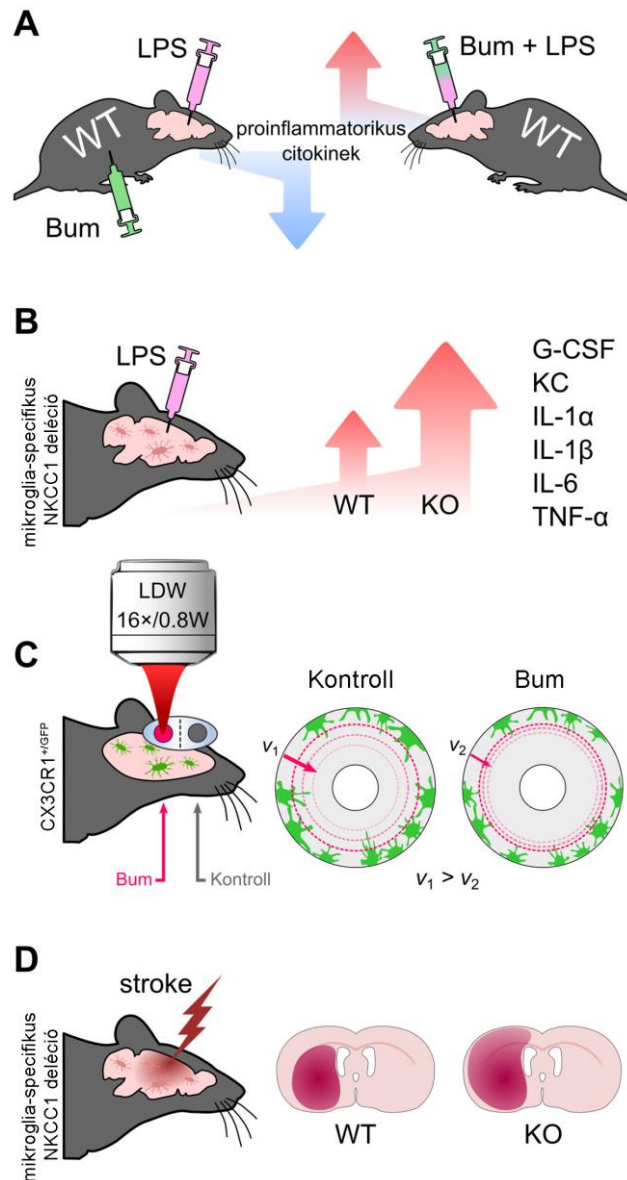 A
LPS
Bum + LPS
WT
WT
proinflammatorikus
citokinek
Bum
B
LPS
mikroglia-specifikus
NKCC1 deléció
WT
KO
G-CSF
KC
IL-1α
IL-1β
IL-6
TNF-α
C
LDW
16×/0.8W
CX3CR1+/GFP
Bum
Kontroll
Kontroll
Bum
v1
v2
v1 > v2
D
stroke
mikroglia-specifikus
NKCC1 deléció
WT
KO